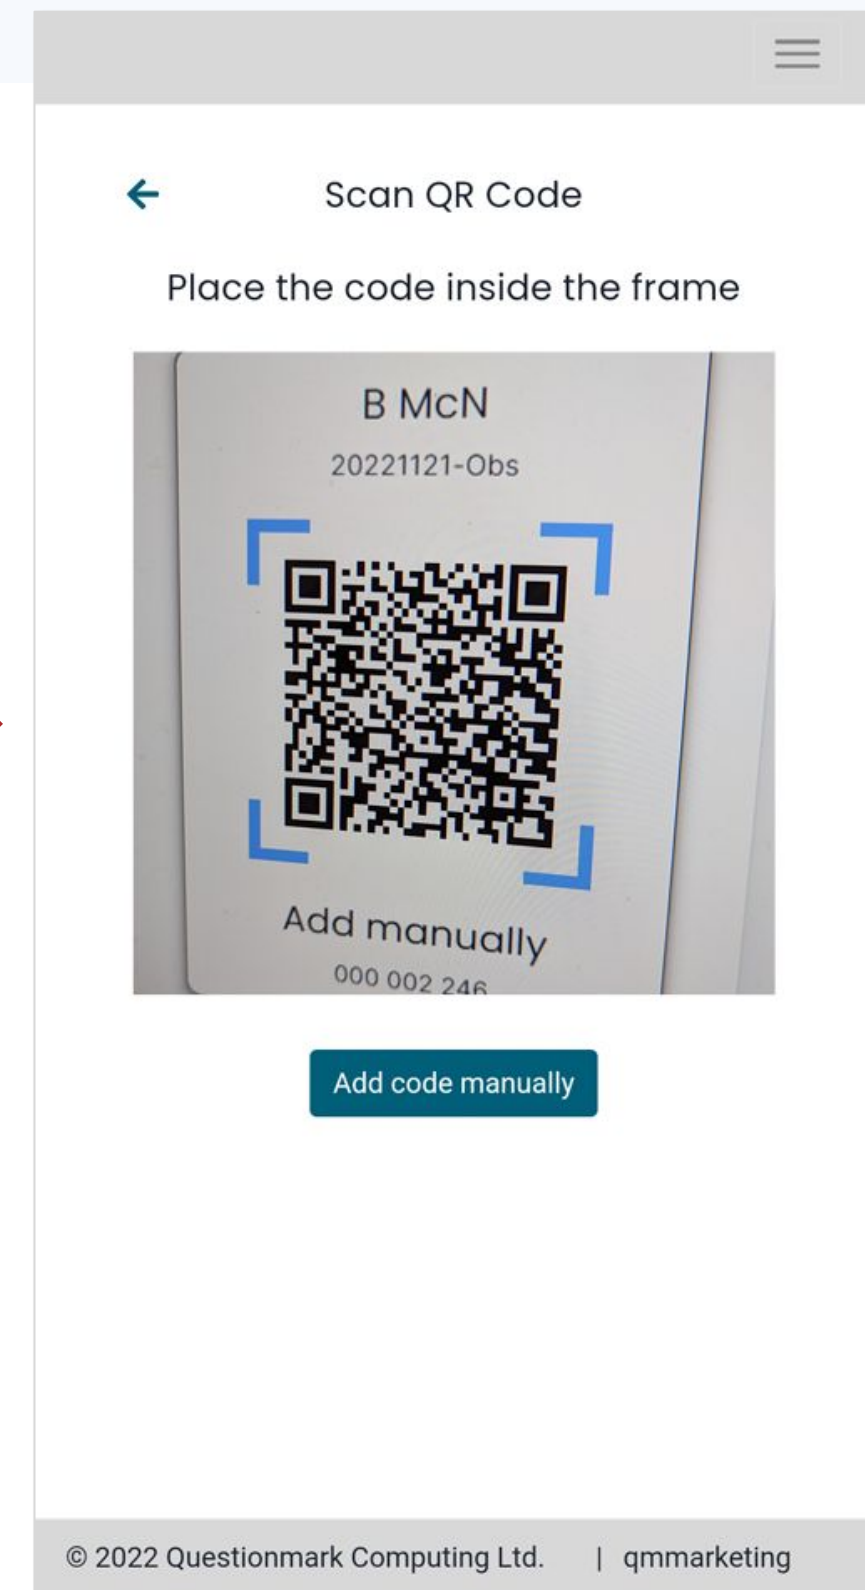 Scan QR Code
Place the code inside the frame
B McN
20221121-Obs
Add manually
000 002 246
Add code manually
© 2022 Questionmark Computing Ltd. | qmmarketing